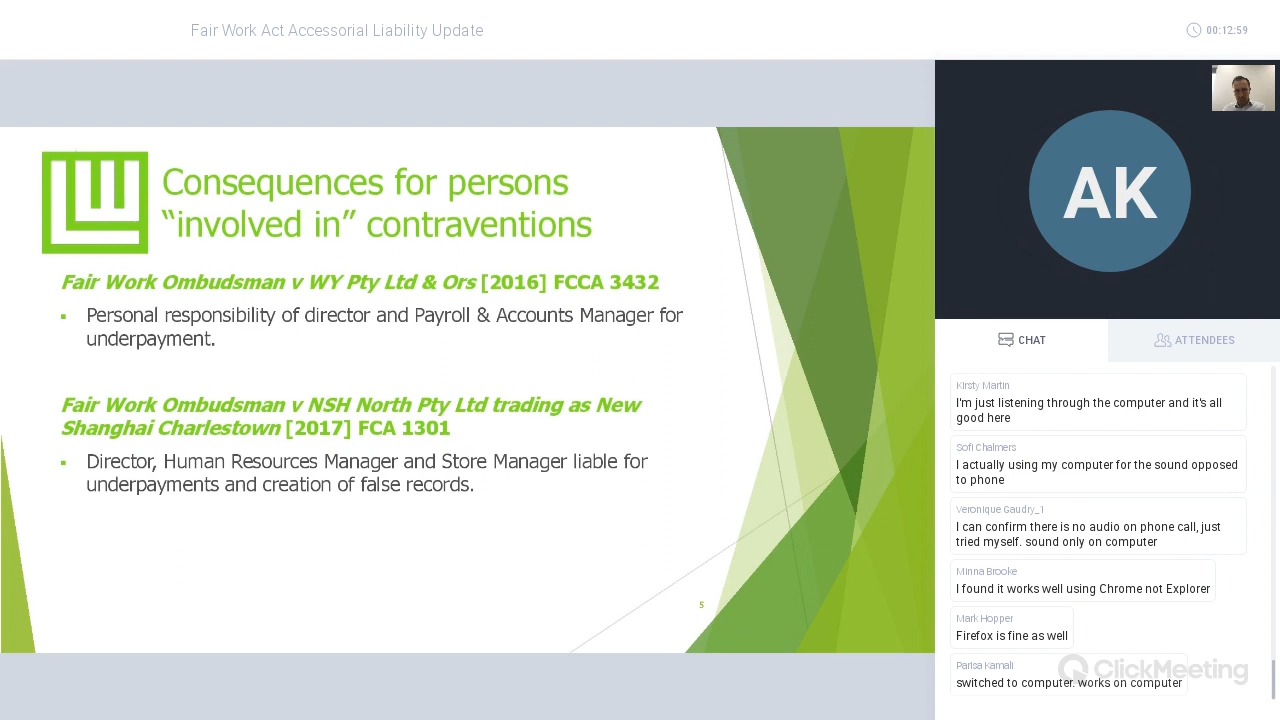 Fair Work Act Accessorial Liability Update
00:12:59
Consequences for persons
“involved in” contraventions
Fair Work Ombudsman v WY Pty Ltd & Ors [2016] FCCA 3432
Personal responsibility of director and Payroll & Accounts Manager for
underpayment.
Fair Work Ombudsman v NSH North Pty Ltd trading as New
Shanghai Charlestown [2017] FCA 1301
Director, Human Resources Manager and Store Manager liable for
underpayments and creation of false records.
5
AK
CHAT
ATTENDEES
Kirsty Martin
I'm just listening through the computer and it's all
good here
Sofi Chalmers
I actually using my computer for the sound opposed
to phone
Veronique Gaudry_1
I can confirm there is no audio on phone call, just
tried myself. sound only on computer
Minna Brooke
I found it works well using Chrome not Explorer
Mark Hopper
Firefox is fine as well
Parisa Kamali
switched to computer. works on computer
ClickMeeting